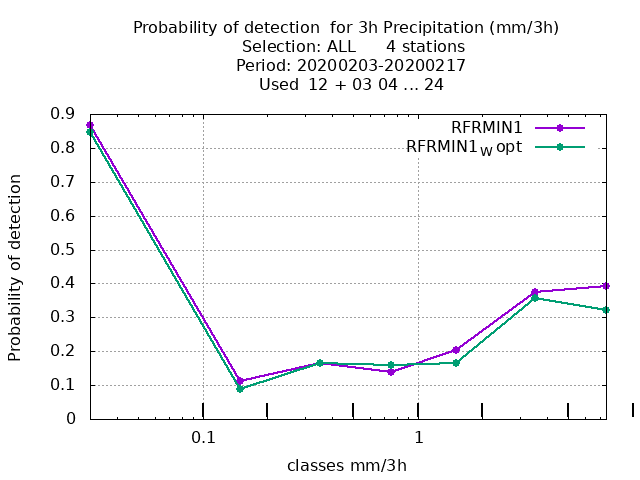 Probability of detection  for 3h Precipitation (mm/3h)
Selection: ALL      4 stations
Period: 20200203-20200217
Used  12 + 03 04 ... 24
RFRMIN1
RFRMIN1W opt
Probability of detection
0.9
0.8
0.7
0.6
0.5
0.4
0.3
0.2
0.1
0
0.1 1
classes mm/3h